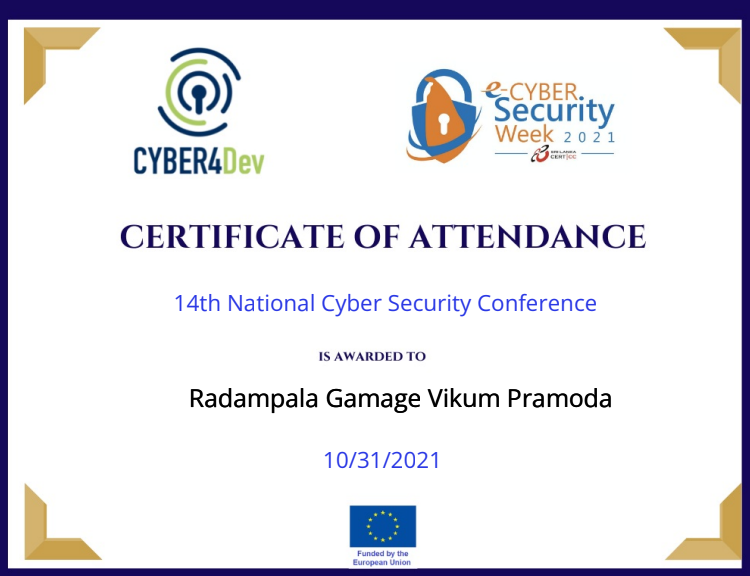 CYBER4Dev
e-CYBER
Security
Week 2021
SRI LANKA
CERT|CC
CERTIFICATE OF ATTENDANCE
14th National Cyber Security Conference
IS AWARDED TO
Radampala Gamage Vikum Pramoda
10/31/2021
Funded by the
European Union